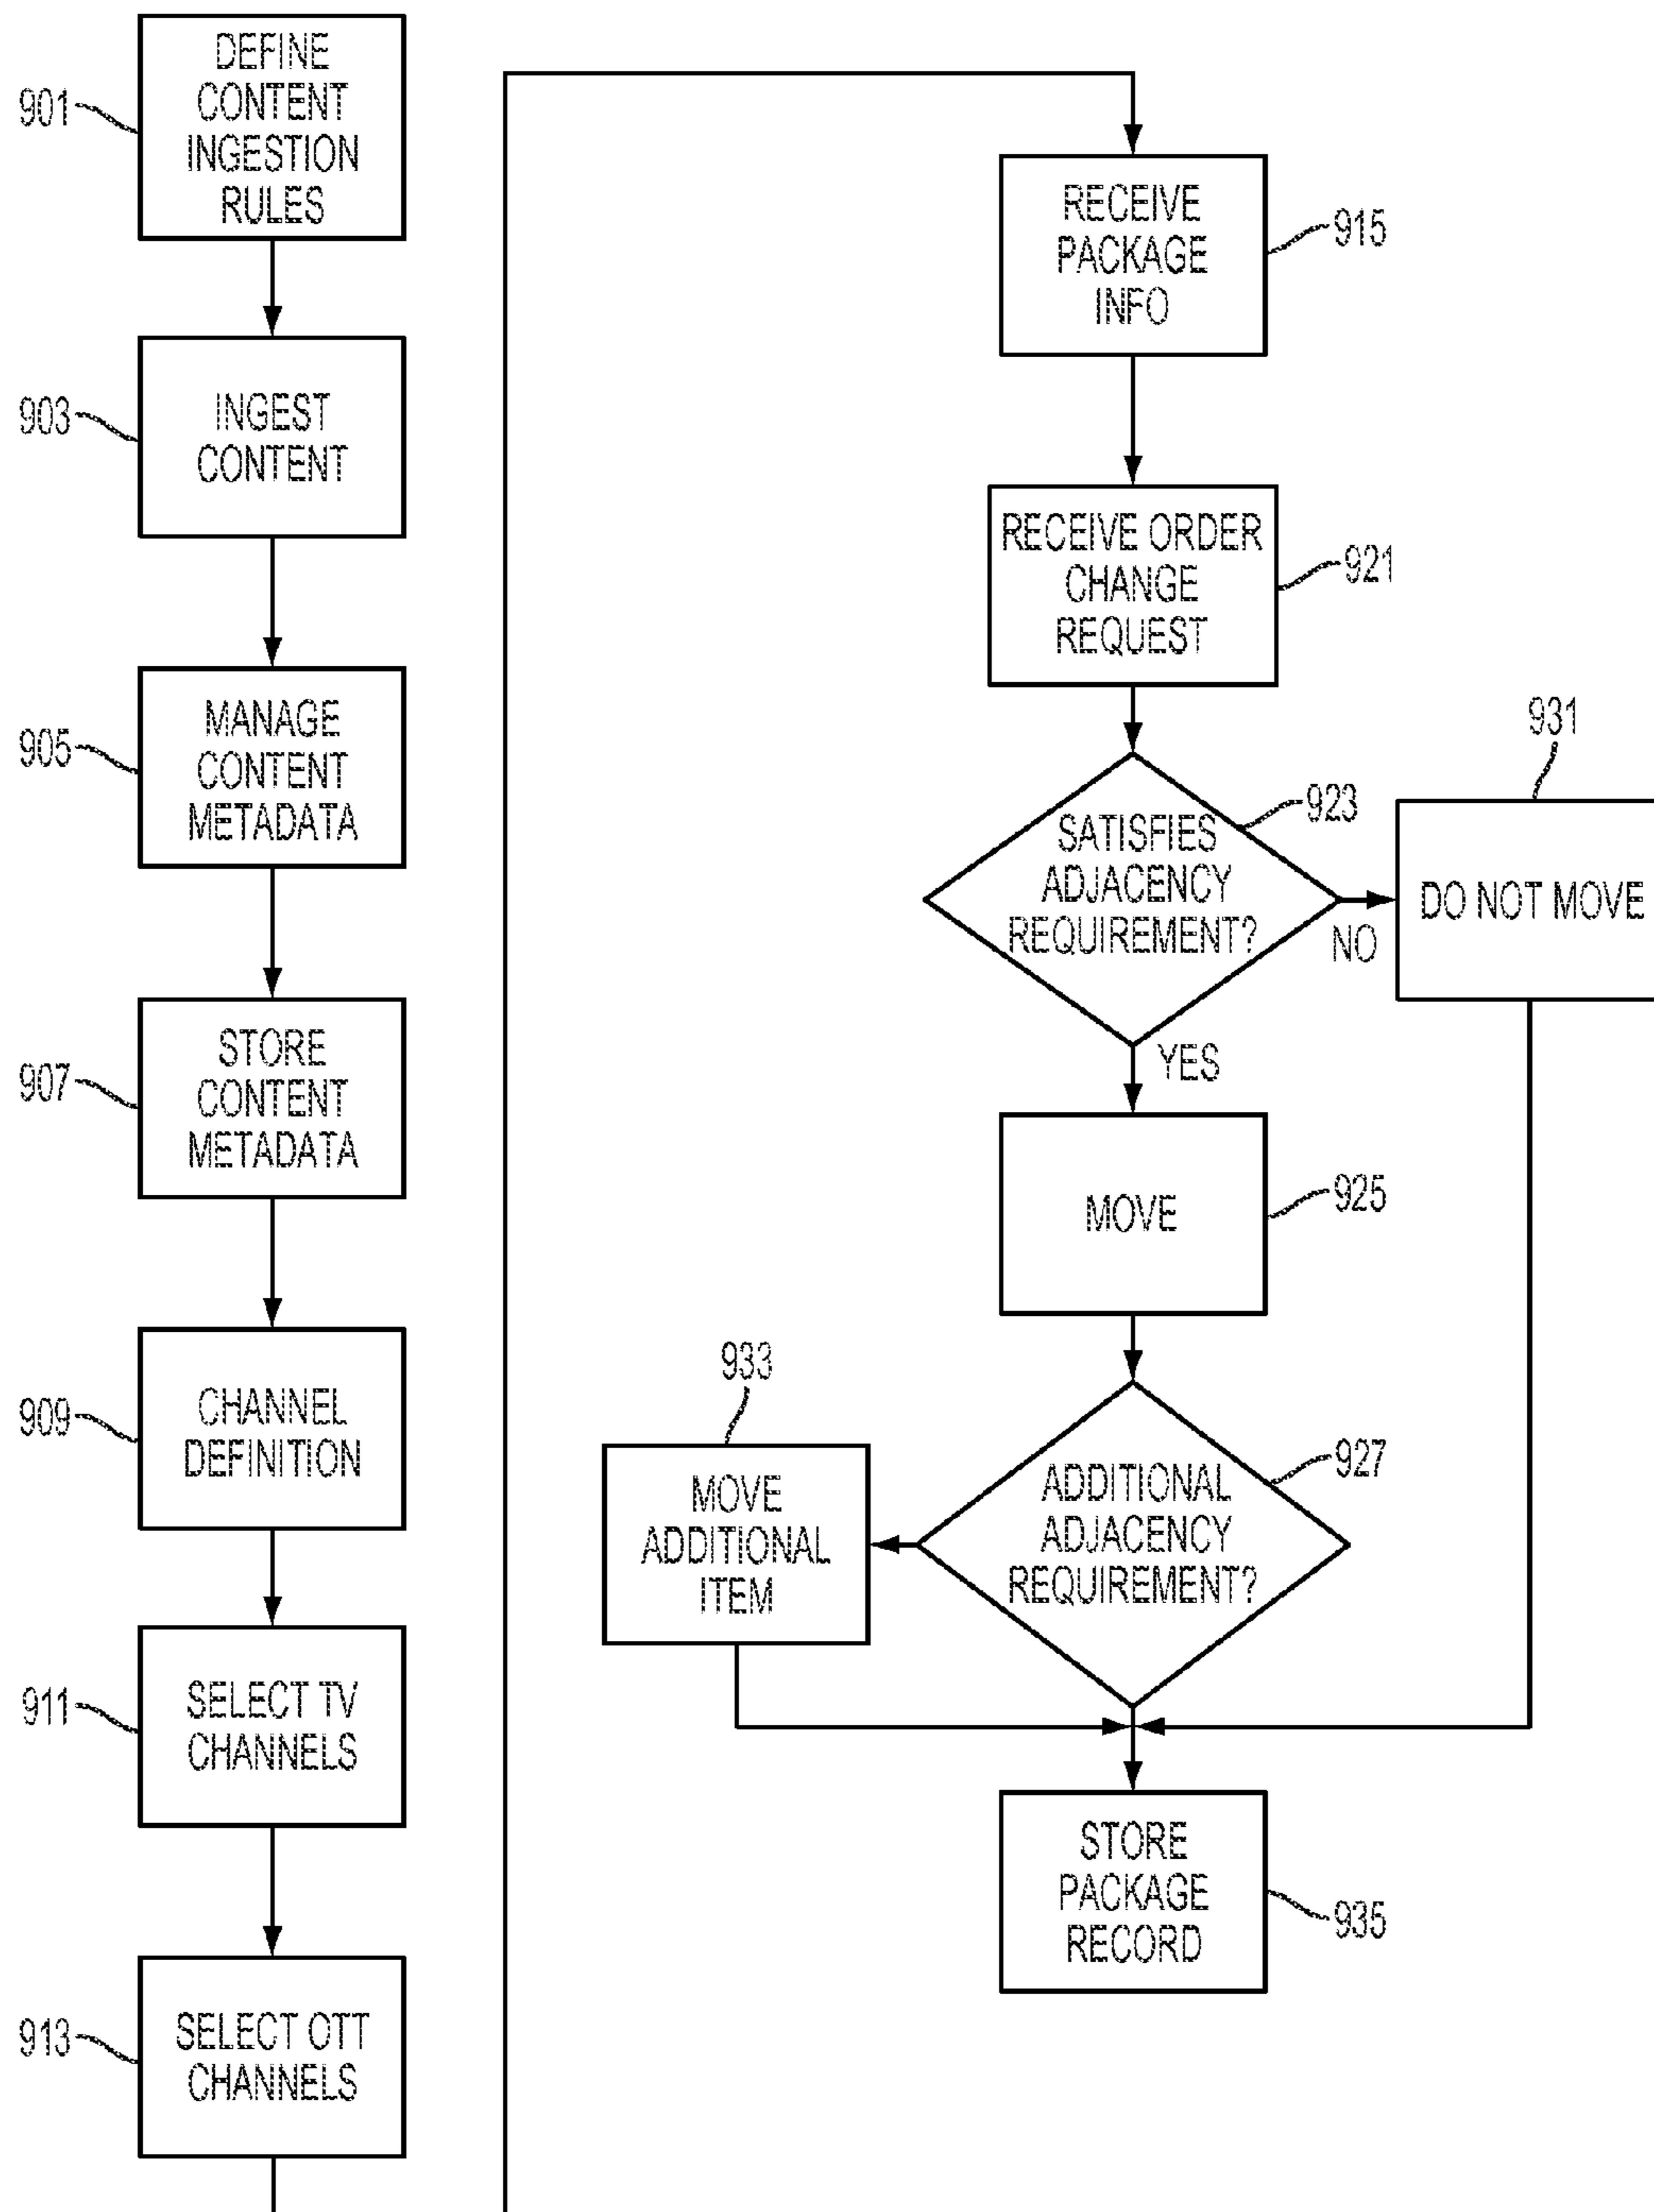 901
DEFINE
CONTENT
INGESTION
RULES
903
INGEST
CONTENT
905
MANAGE
CONTENT
METADATA
907
STORE
CONTENT
METADATA
909
CHANNEL
DEFINITION
911
SELECT TV
CHANNELS
913
SELECT OTT
CHANNELS
RECEIVE
PACKAGE
INFO
915
RECEIVE ORDER
CHANGE
REQUEST
921
SATISFIES
ADJACENCY
REQUIREMENT?
923
NO
931
DO NOT MOVE
YES
MOVE
925
ADDITIONAL
ADJACENCY
REQUIREMENT?
927
933
MOVE
ADDITIONAL
ITEM
STORE
PACKAGE
RECORD
935